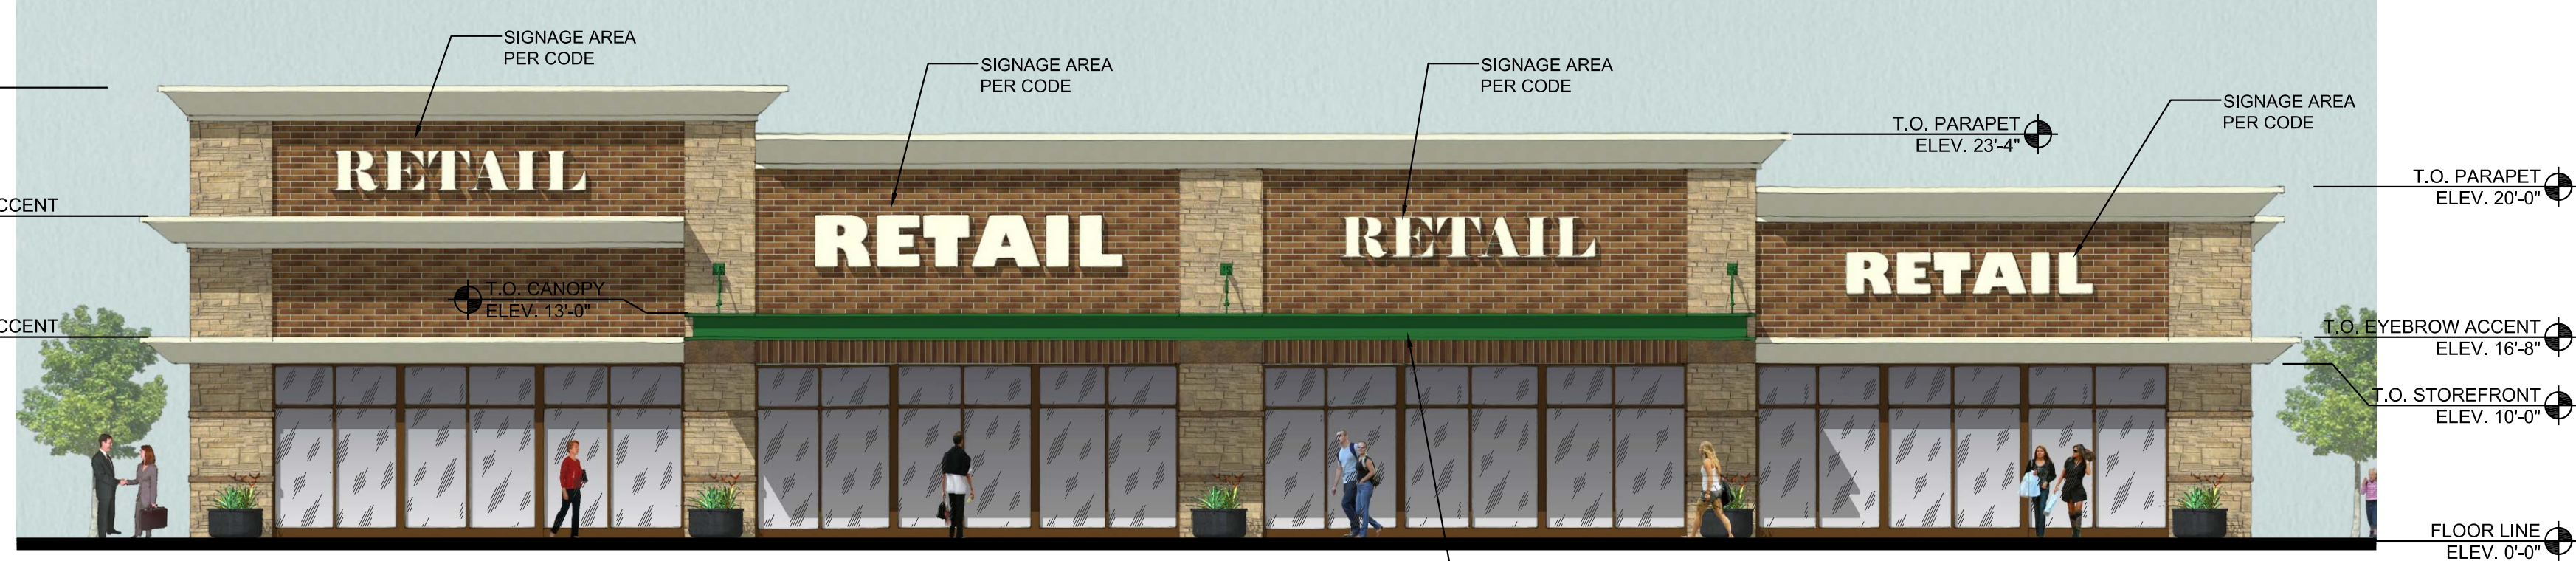 SIGNAGE AREA
PER CODE
SIGNAGE AREA
PER CODE
SIGNAGE AREA
PER CODE
SIGNAGE AREA
PER CODE
T.O. PARAPET
ELEV. 23'-4"
T.O. PARAPET
ELEV. 20'-0"
RETAIL
RETAIL
RETAIL
RETAIL
CCENT
T.O. CANOPY
ELEV. 13'-0"
CCENT
T.O. EYEBROW ACCENT
ELEV. 16'-8"
T.O. STOREFRONT
ELEV. 10'-0"
FLOOR LINE
ELEV. 0'-0"